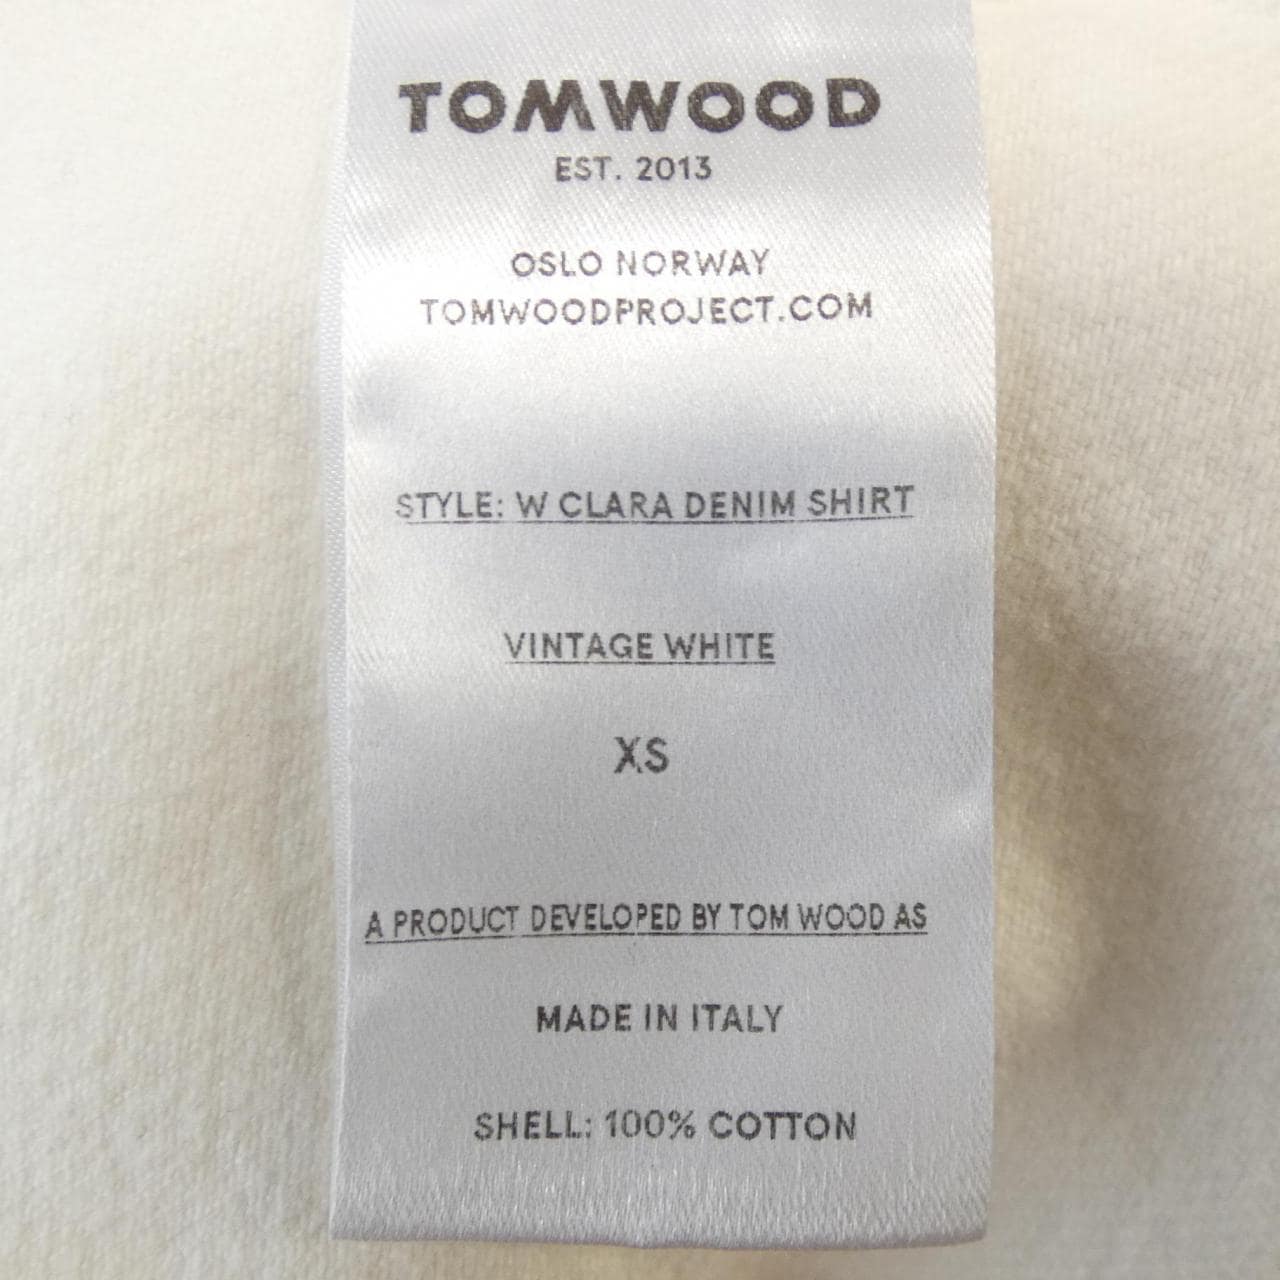 TOMWOOD
EST. 2013
OSLO NORWAY
TOMWOODPROJECT.COM
STYLE: W CLARA DENIM SHIRT
VINTAGE WHITE
XS
A PRODUCT DEVELOPED BY TOM WOOD AS
MADE IN ITALY
SHELL: 100% COTTON